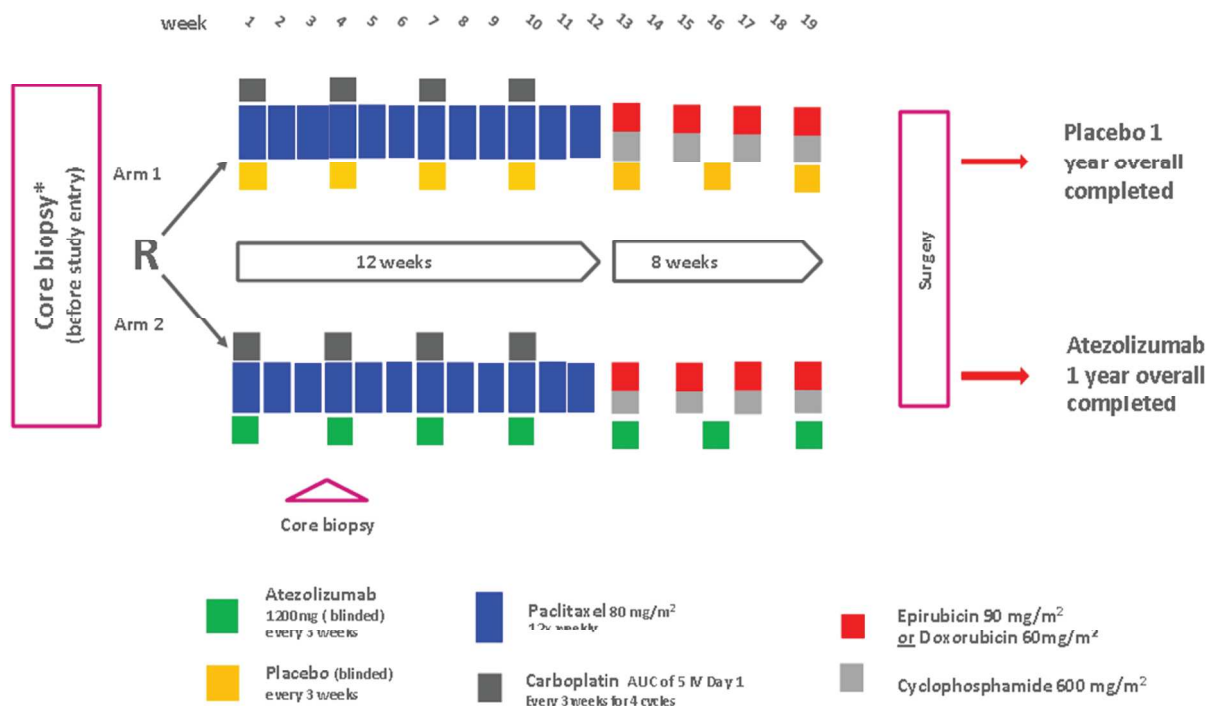 week 1 2 3 4 5 6 7 8 9 10 11 12 13 14 15 16 17 18 19
Core biopsy*
(before study entry)
Arm 1
R
Arm 2
12 weeks
8 weeks
Core biopsy
Surgery
Placebo 1
year overall
completed
Atezolizumab
1 year overall
completed
Atezolizumab
1200mg ( blinded)
every 3 weeks
Placebo (blinded)
every 3 weeks
Paclitaxel 80 mg/m²
12x weekly
Carboplatin AUC of 5 IV Day 1
Every 3 weeks for 4 cycles
Epirubicin 90 mg/m²
or Doxorubicin 60mg/m²
Cyclophosphamide 600 mg/m²